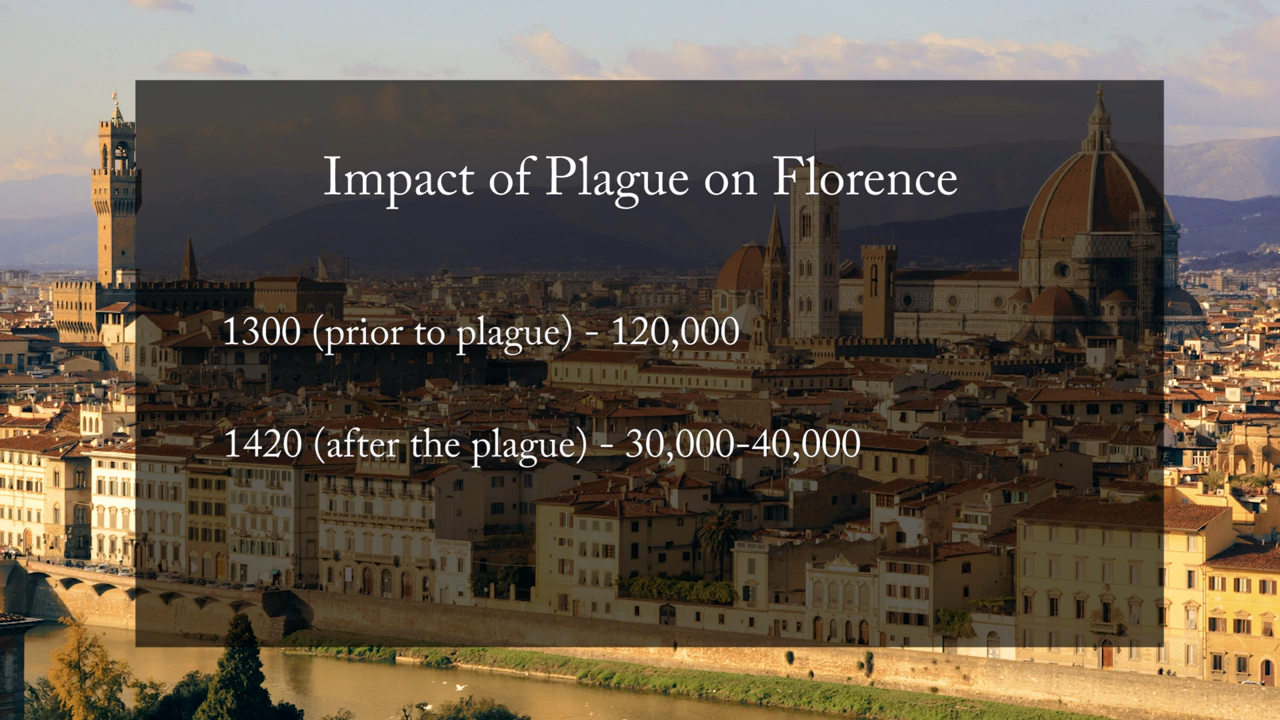 Impact of Plague on Florence
1300 (prior to plague) - 120,000
1420 (after the plague) - 30,000-40,000